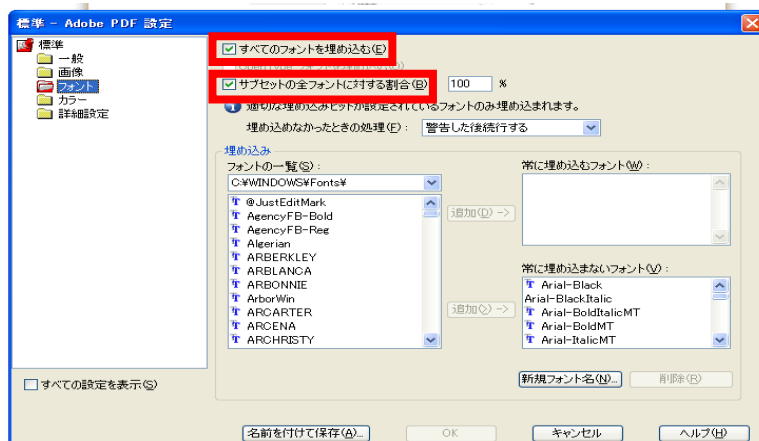 標準 - Adobe PDF 設定
標準
一般
画像
フォント
カラー
詳細設定
すべての設定を表示(S)
すべてのフォントを埋め込む(E)
サブセットの全フォントに対する割合(B) 100 %
適切な埋め込みビットが設定されているフォントのみ埋め込まれます。
埋め込めなかったときの処理(F): 警告した後続行する
埋め込み
フォントの一覧(S):
C:¥WINDOWS¥Fonts¥
@JustEditMark
AgencyFB-Bold
AgencyFB-Reg
Algerian
ARBERKLEY
ARBLANCA
ARBONNIE
ArborWin
ARCARTER
ARCENA
ARCHRISTY
追加(D) ->
追加(>) ->
常に埋め込むフォント(W):
常に埋め込まないフォント(V):
Arial-Black
Arial-BlackItalic
Arial-BoldItalicMT
Arial-BoldMT
Arial-ItalicMT
新規フォント名(N)...
削除(R)
名前を付けて保存(A)...
OK
キャンセル
ヘルプ(H)